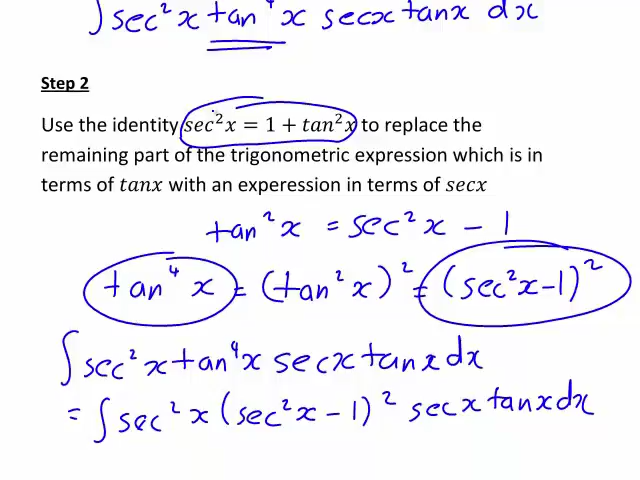 ∫ sec²x tan⁴x secx tanx dx
Step 2
Use the identity sec²x = 1 + tan²x to replace the
remaining part of the trigonometric expression which is in
terms of tanx with an experession in terms of secx
tan²x = sec²x − 1
tan⁴x = (tan²x)² = (sec²x−1)²
∫ sec²x tan⁴x secx tanx dx
= ∫ sec²x (sec²x − 1)² secx tanx dx